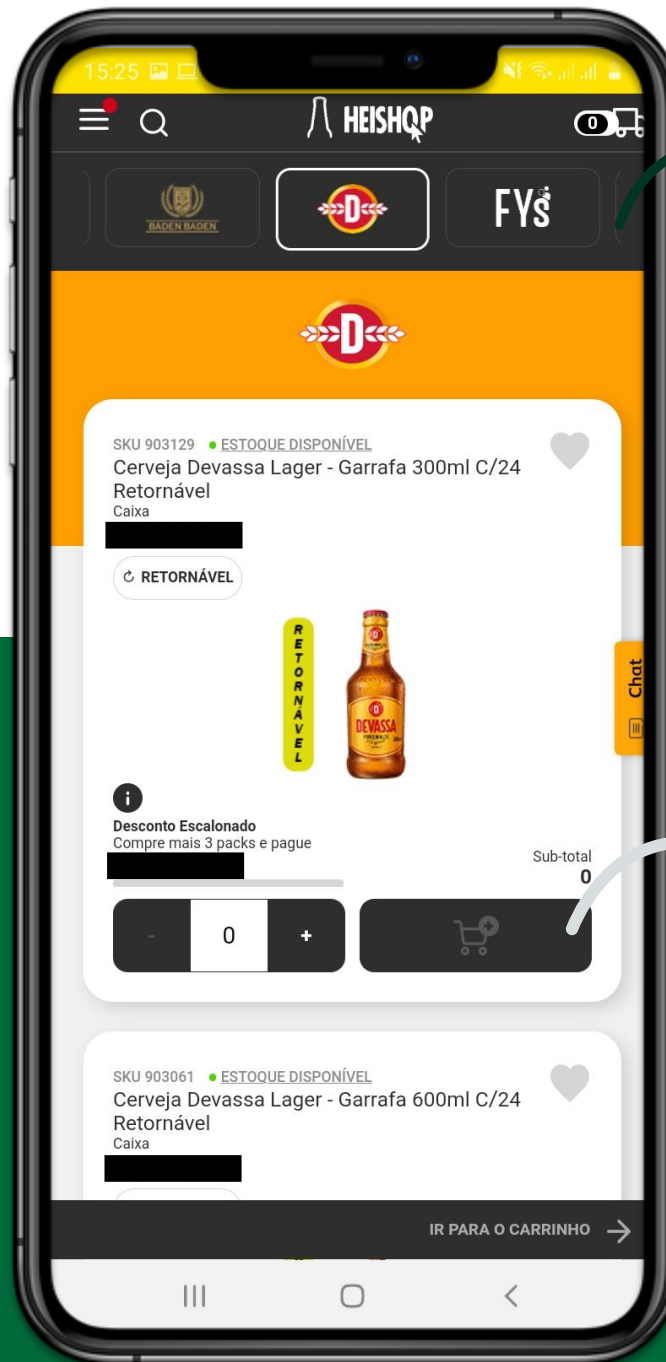 15:25
HEISHOP
0
BADEN BADEN
D
FYS
D
SKU 903129 • ESTOQUE DISPONÍVEL
Cerveja Devassa Lager - Garrafa 300ml C/24
Retornável
Caixa
RETORNÁVEL
RETORNÁVEL
D
DEVASSA
Chat
i
Desconto Escalonado
Compre mais 3 packs e pague
Sub-total
0
- 0 +
SKU 903061 • ESTOQUE DISPONÍVEL
Cerveja Devassa Lager - Garrafa 600ml C/24
Retornável
Caixa
IR PARA O CARRINHO →